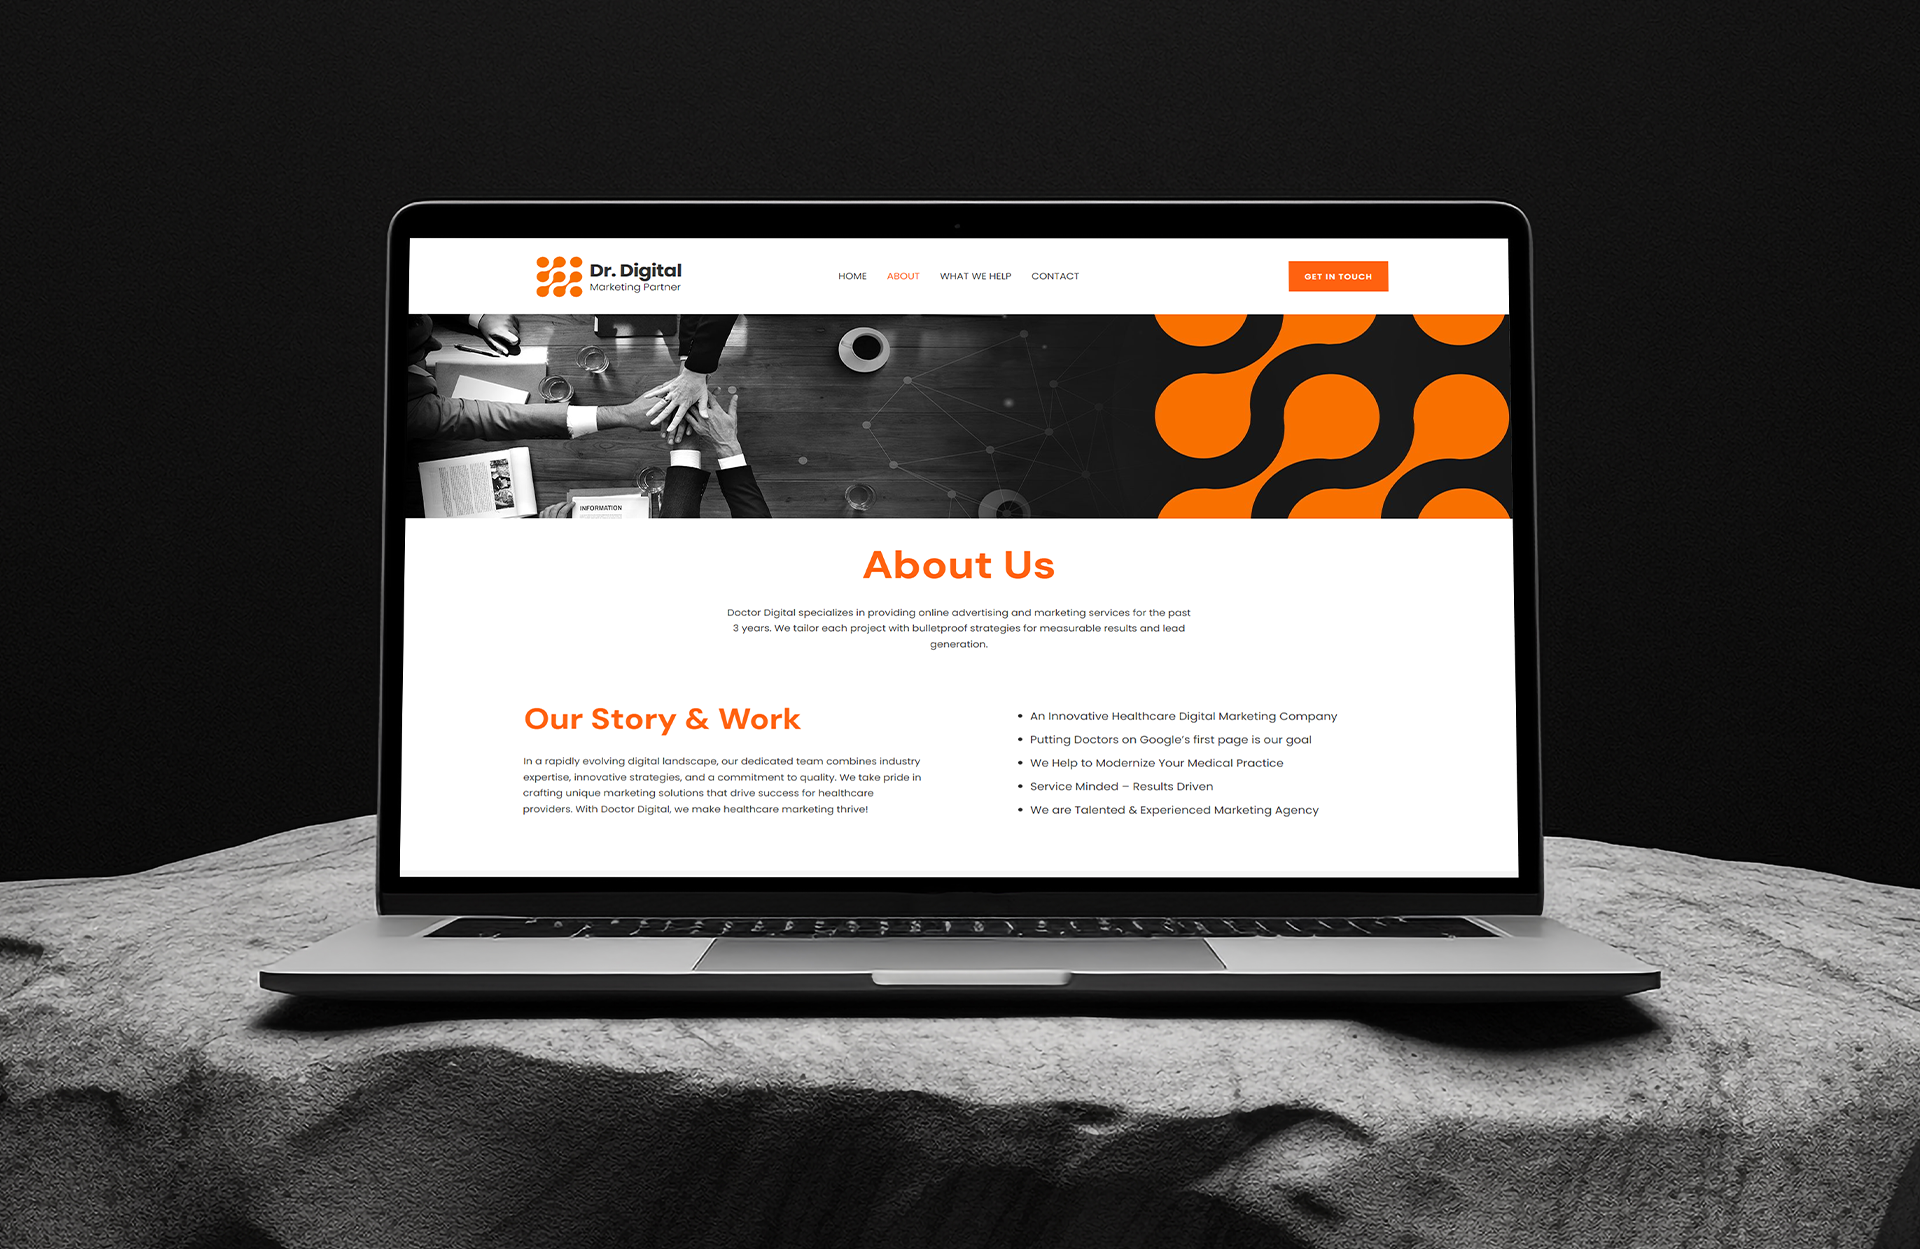 Dr. Digital
Marketing Partner
HOME ABOUT WHAT WE HELP CONTACT
GET IN TOUCH
INFORMATION
About Us
Doctor Digital specializes in providing online advertising and marketing services for the past
3 years. We tailor each project with bulletproof strategies for measurable results and lead
generation.
Our Story & Work
In a rapidly evolving digital landscape, our dedicated team combines industry
expertise, innovative strategies, and a commitment to quality. We take pride in
crafting unique marketing solutions that drive success for healthcare
providers. With Doctor Digital, we make healthcare marketing thrive!
• An Innovative Healthcare Digital Marketing Company
• Putting Doctors on Google's first page is our goal
• We Help to Modernize Your Medical Practice
• Service Minded – Results Driven
• We are Talented & Experienced Marketing Agency